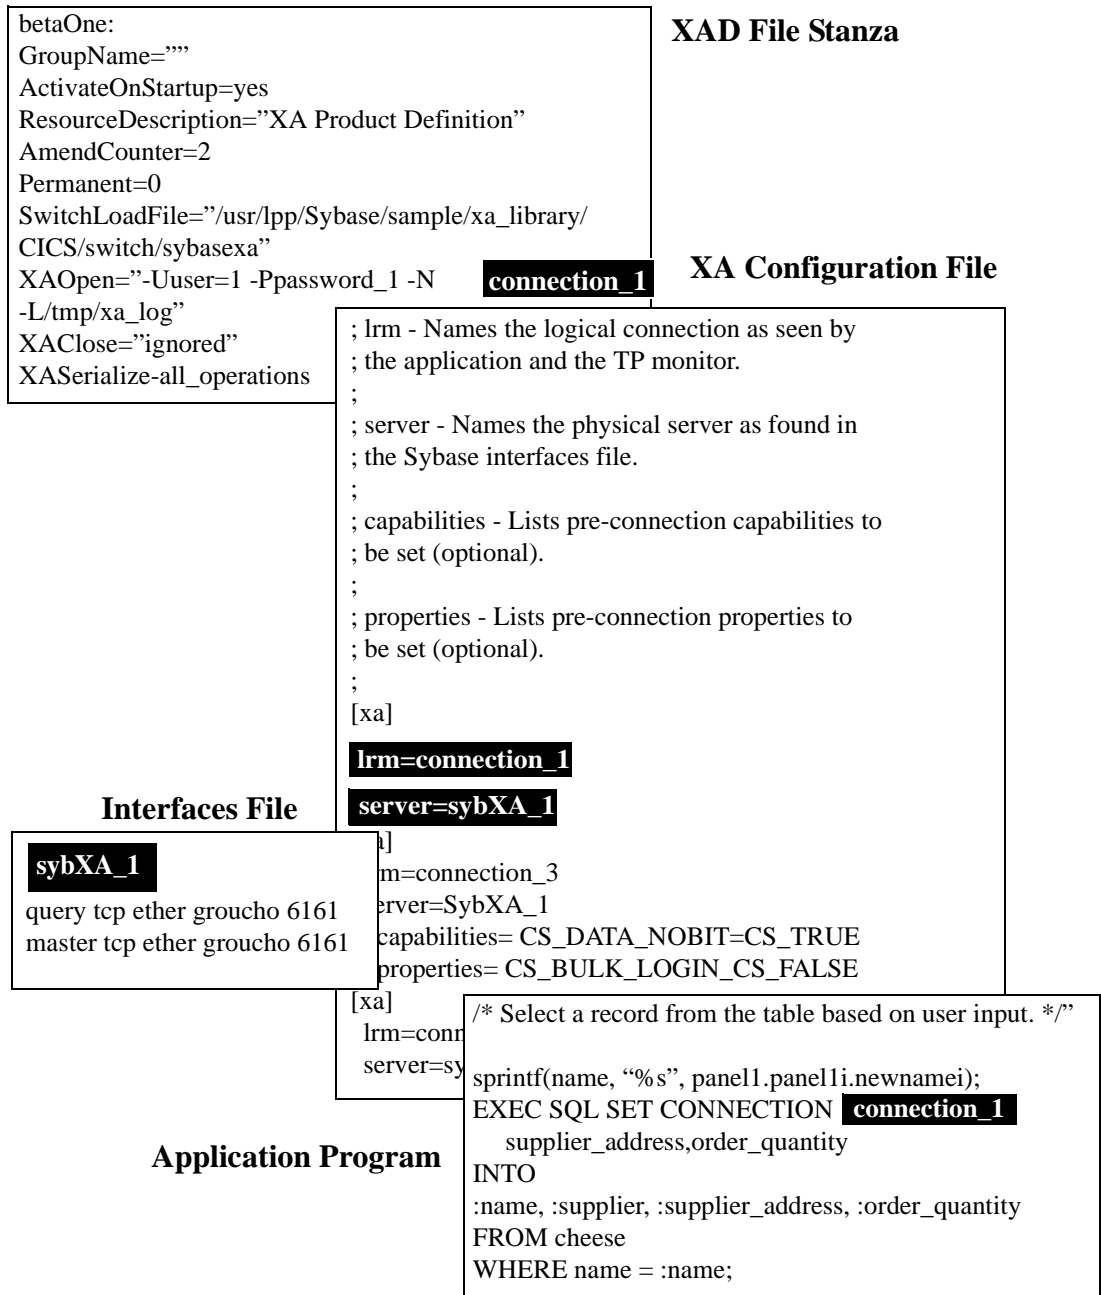 betaOne:
GroupName=””
ActivateOnStartup=yes
ResourceDescription=”XA Product Definition”
AmendCounter=2
Permanent=0
SwitchLoadFile=”/usr/lpp/Sybase/sample/xa_library/
CICS/switch/sybasexa”
XAOpen=”-Uuser=1 -Ppassword_1 -N connection_1
-L/tmp/xa_log”
XAClose=”ignored”
XASerialize-all_operations
XAD File Stanza
XA Configuration File
; lrm - Names the logical connection as seen by
; the application and the TP monitor.
;
; server - Names the physical server as found in
; the Sybase interfaces file.
;
; capabilities - Lists pre-connection capabilities to
; be set (optional).
;
; properties - Lists pre-connection properties to
; be set (optional).
;
[xa]
lrm=connection_1
server=sybXA_1
a]
m=connection_3
erver=SybXA_1
capabilities= CS_DATA_NOBIT=CS_TRUE
properties= CS_BULK_LOGIN_CS_FALSE
[xa]
lrm=conn
server=sy
Interfaces File
sybXA_1
query tcp ether groucho 6161
master tcp ether groucho 6161
Application Program
/* Select a record from the table based on user input. */”
sprintf(name, “%s”, panel1.panel1i.newnamei);
EXEC SQL SET CONNECTION connection_1
supplier_address,order_quantity
INTO
:name, :supplier, :supplier_address, :order_quantity
FROM cheese
WHERE name = :name;